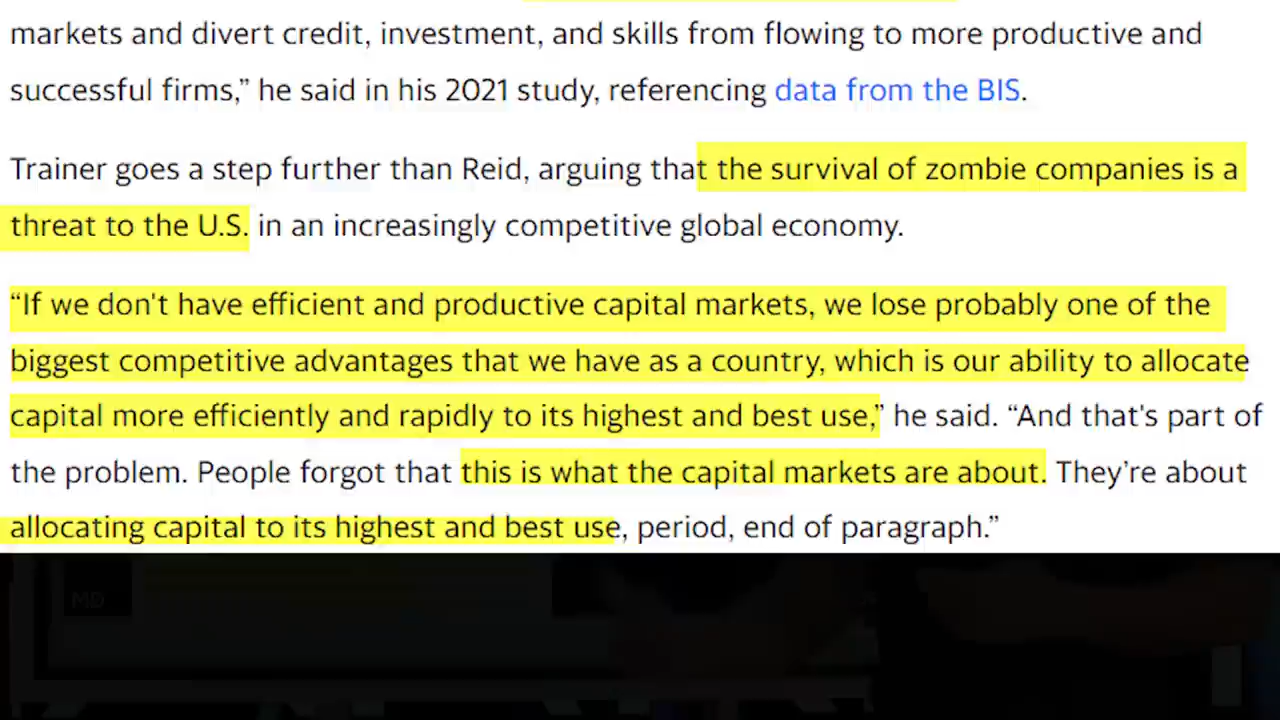 markets and divert credit, investment, and skills from flowing to more productive and
successful firms,” he said in his 2021 study, referencing data from the BIS.
Trainer goes a step further than Reid, arguing that the survival of zombie companies is a
threat to the U.S. in an increasingly competitive global economy.
“If we don't have efficient and productive capital markets, we lose probably one of the
biggest competitive advantages that we have as a country, which is our ability to allocate
capital more efficiently and rapidly to its highest and best use,” he said. “And that's part of
the problem. People forgot that this is what the capital markets are about. They’re about
allocating capital to its highest and best use, period, end of paragraph.”
MD